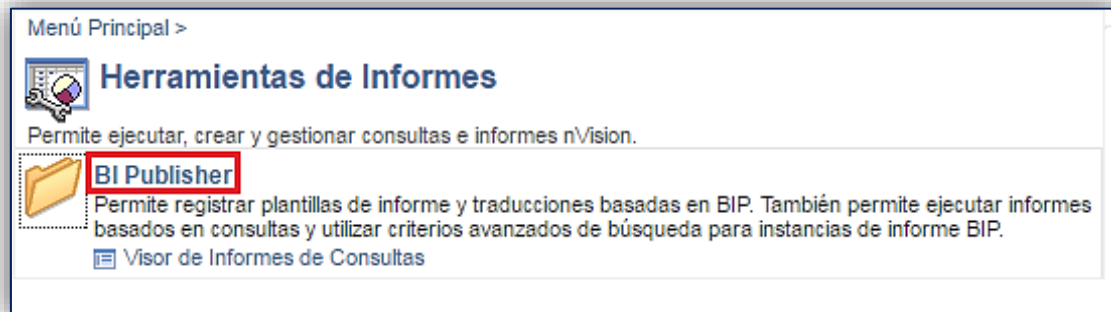 Menú Principal >
Herramientas de Informes
Permite ejecutar, crear y gestionar consultas e informes nVision.
BI Publisher
Permite registrar plantillas de informe y traducciones basadas en BIP. También permite ejecutar informes
basados en consultas y utilizar criterios avanzados de búsqueda para instancias de informe BIP.
Visor de Informes de Consultas